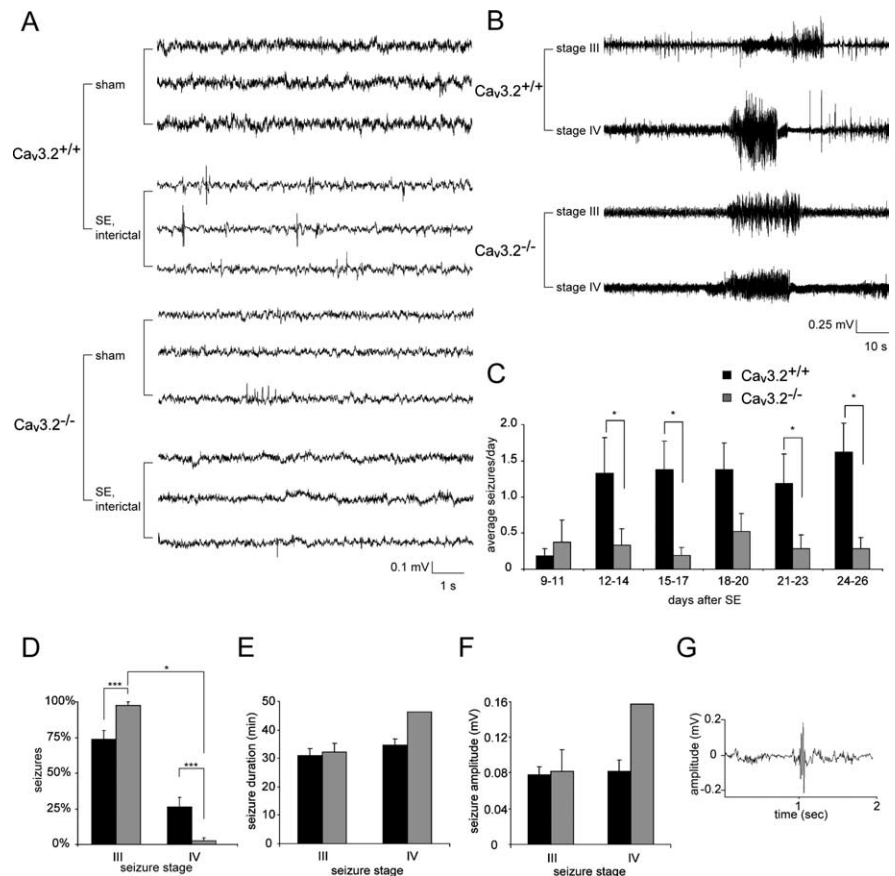 A
sham
Cav3.2+/+
SE,
interictal
sham
Cav3.2-/-
SE,
interictal
0.1 mV
1 s
B
stage III
Cav3.2+/+
stage IV
stage III
Cav3.2-/-
stage IV
0.25 mV
10 s
C
Cav3.2+/+
Cav3.2-/-
average seizures/day
2.0
1.5
1.0
0.5
0
* * * *
9-11 12-14 15-17 18-20 21-23 24-26
days after SE
D
seizures
100%
75%
50%
25%
0%
*
***
***
III IV
seizure stage
E
seizure duration (min)
50
40
30
20
10
0
III IV
seizure stage
F
seizure amplitude (mV)
0.16
0.12
0.08
0.04
0
III IV
seizure stage
G
amplitude (mV)
0.2
0
-0.2
1 2
time (sec)